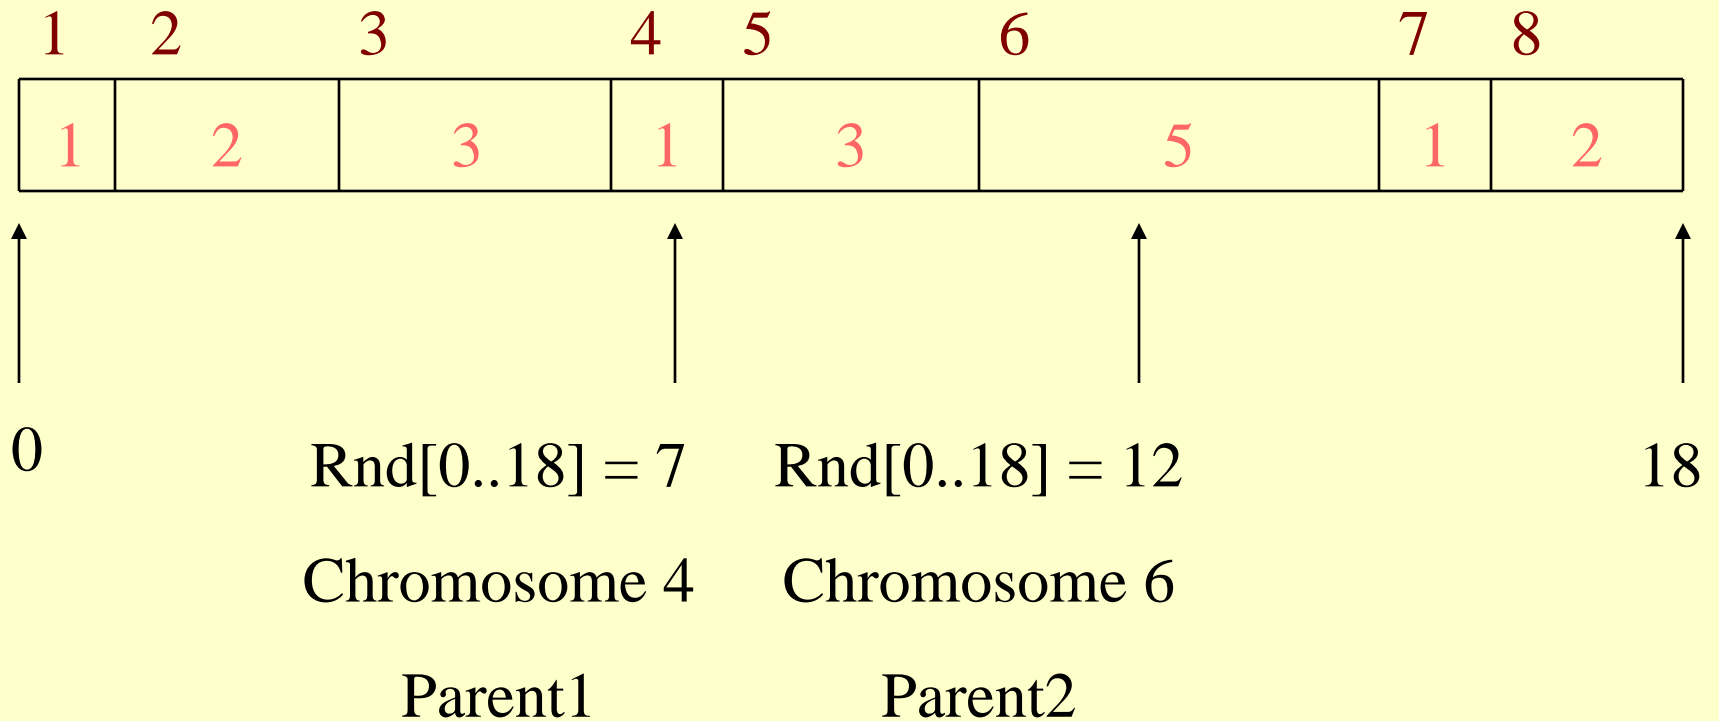 1 2 3 4 5 6 7 8
1 2 3 1 3 5 1 2
0 Rnd[0..18] = 7 Rnd[0..18] = 12 18
Chromosome 4 Chromosome 6
Parent1 Parent2